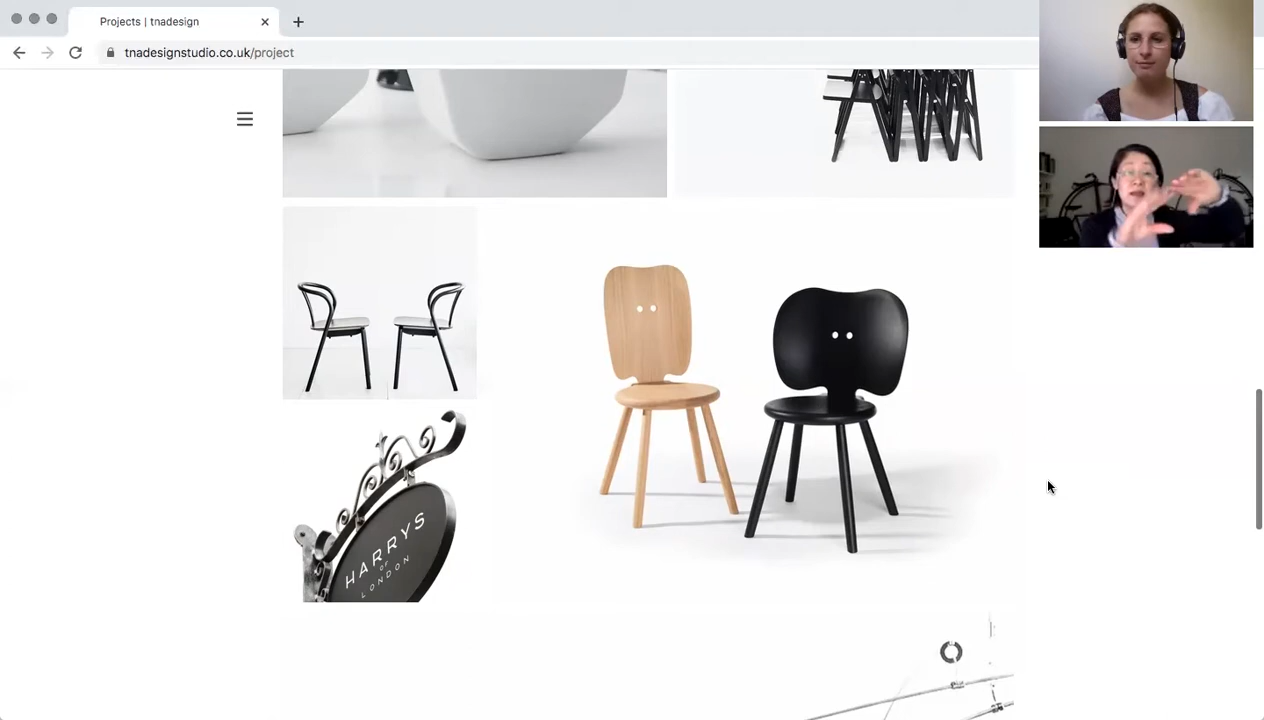 Projects | tnadesign
tnadesignstudio.co.uk/project
HARRYS
OF
LONDON